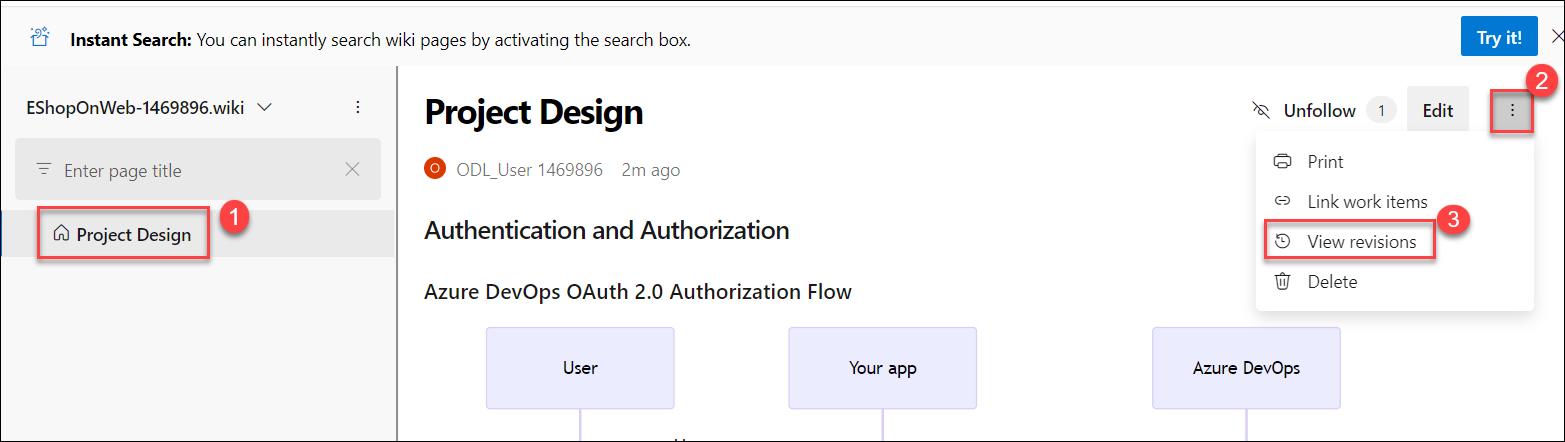 Instant Search: You can instantly search wiki pages by activating the search box.
Try it!
EShopOnWeb-1469896.wiki
Enter page title
Project Design
1
Project Design
Unfollow 1
Edit
2
O ODL_User 1469896 2m ago
Print
Link work items
View revisions
3
Delete
Authentication and Authorization
Azure DevOps OAuth 2.0 Authorization Flow
User
Your app
Azure DevOps